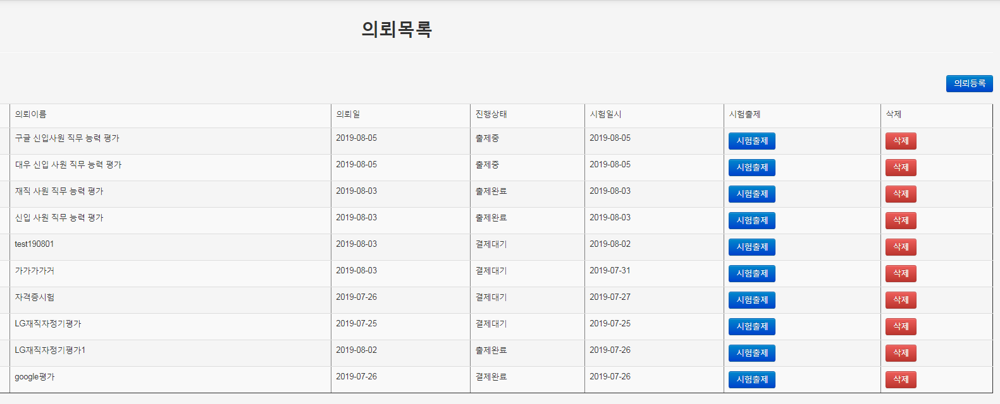 의뢰목록
의뢰등록
의뢰이름 의뢰일 진행상태 시험일시 시험출제 삭제
구글 신입사원 직무 능력 평가 2019-08-05 출제중 2019-08-05 시험출제 삭제
대우 신입 사원 직무 능력 평가 2019-08-05 출제중 2019-08-05 시험출제 삭제
재직 사원 직무 능력 평가 2019-08-03 출제완료 2019-08-03 시험출제 삭제
신입 사원 직무 능력 평가 2019-08-03 출제완료 2019-08-03 시험출제 삭제
test190801 2019-08-03 결제대기 2019-08-02 시험출제 삭제
가가가가거 2019-08-03 결제대기 2019-07-31 시험출제 삭제
자격증시험 2019-07-26 결제대기 2019-07-27 시험출제 삭제
LG재직자정기평가 2019-07-25 결제대기 2019-07-25 시험출제 삭제
LG재직자정기평가1 2019-08-02 출제완료 2019-07-26 시험출제 삭제
google평가 2019-07-26 결제완료 2019-07-26 시험출제 삭제